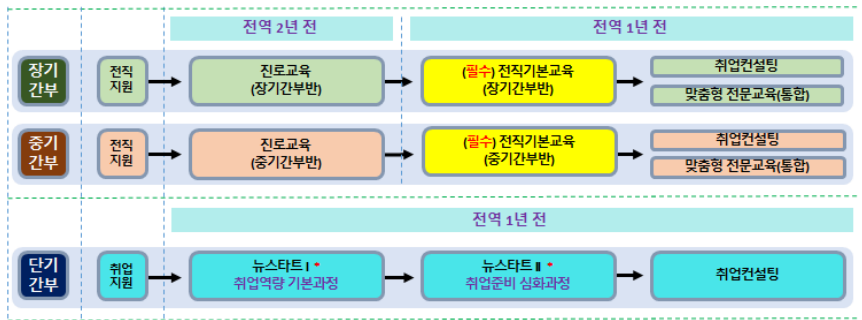 전역 2년 전
전역 1년 전
장기
간부
전직
지원
진로교육
(장기간부반)
(필수) 전직기본교육
(장기간부반)
취업컨설팅
맞춤형 전문교육(통합)
중기
간부
전직
지원
진로교육
(중기간부반)
(필수) 전직기본교육
(중기간부반)
취업컨설팅
맞춤형 전문교육(통합)
전역 1년 전
단기
간부
취업
지원
뉴스타트 Ⅰ *
취업역량 기본과정
뉴스타트 Ⅱ *
취업준비 심화과정
취업컨설팅